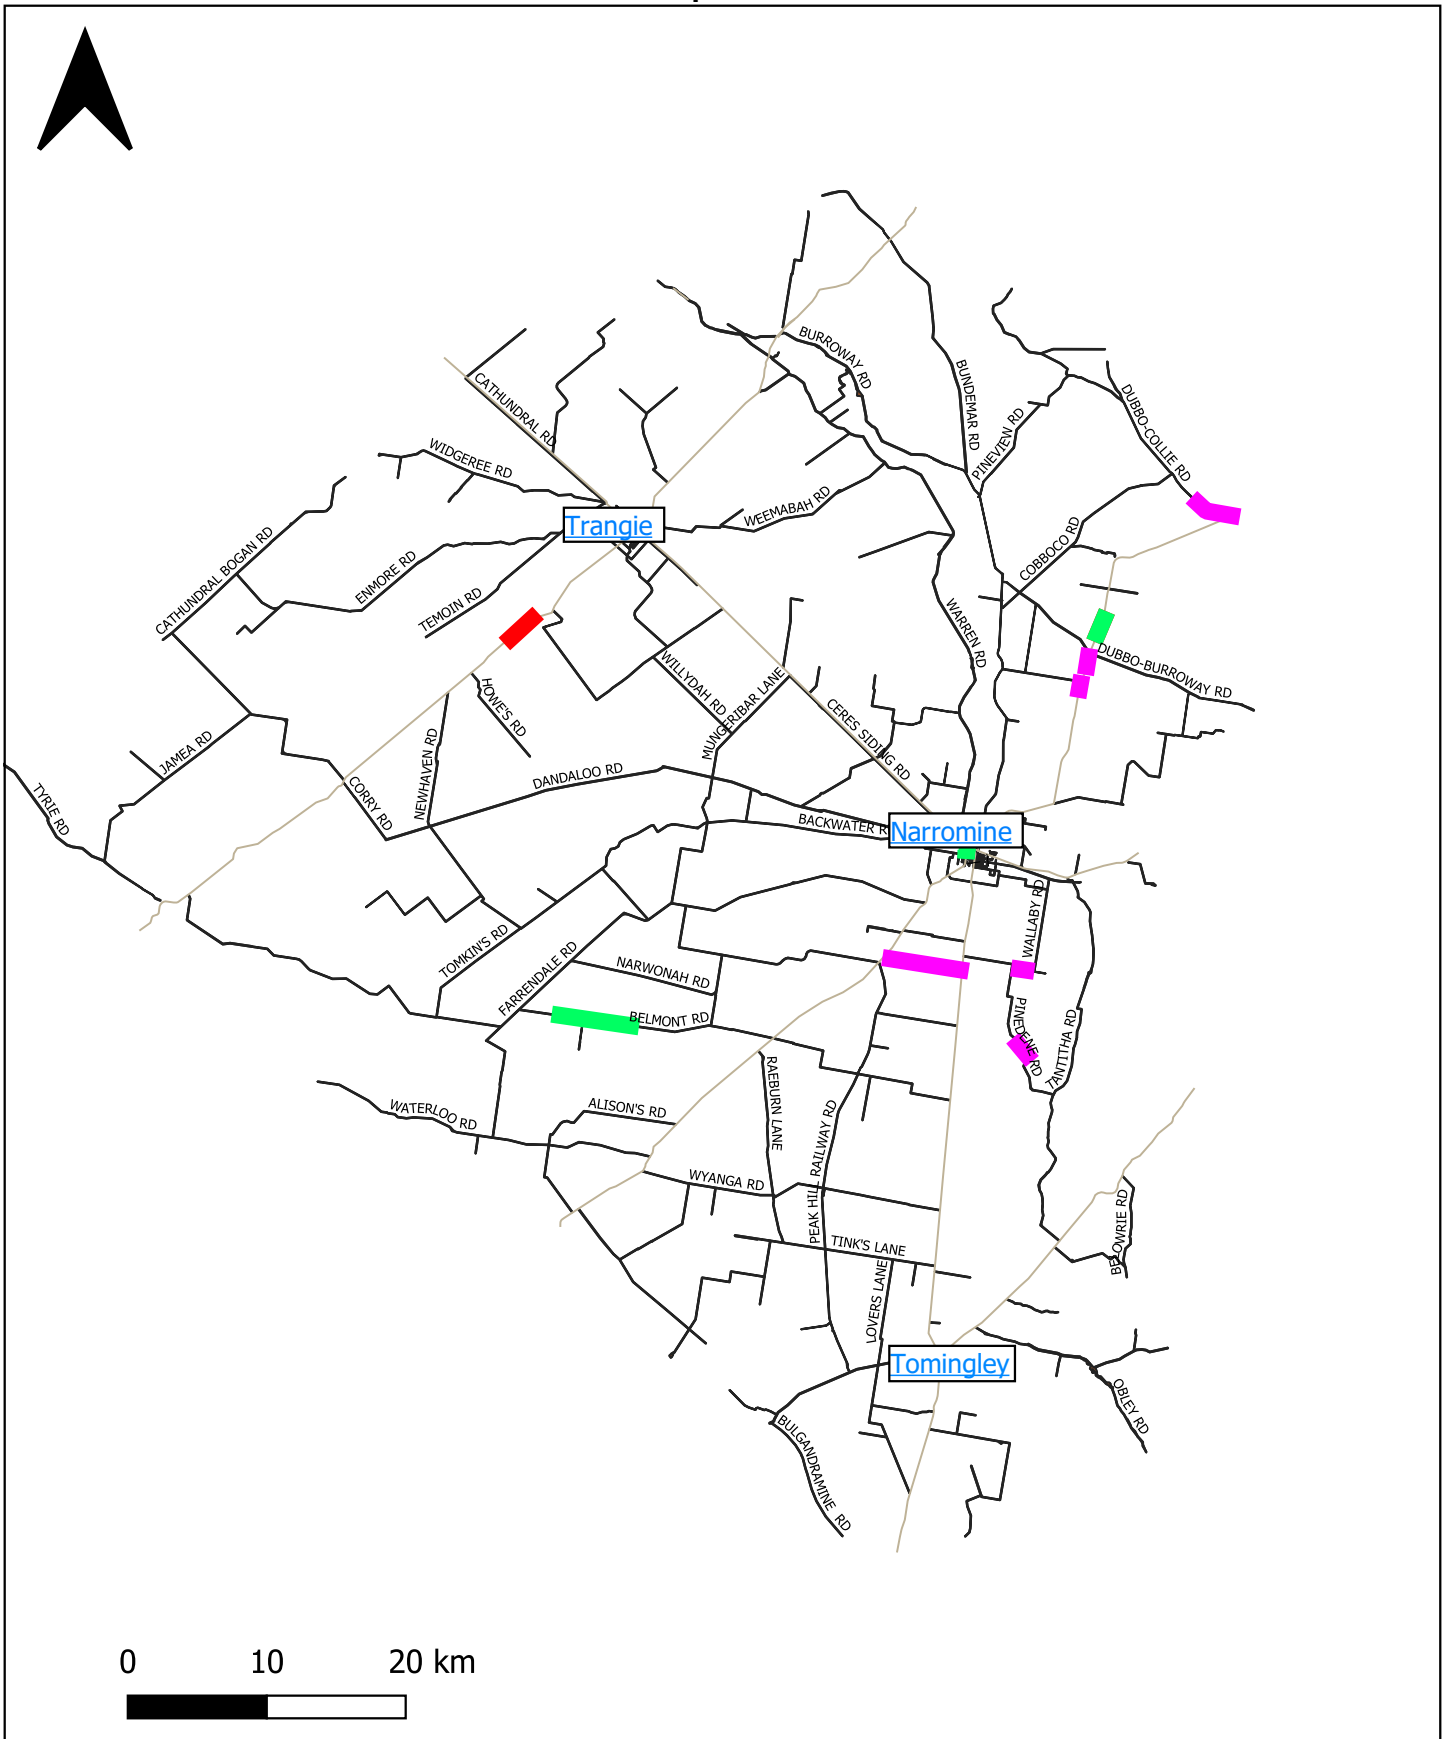 BURROWAY RD
BUNDEMAR RD
CATHUNDRAL RD
DUBBO-COLLIE RD
PINEVIEW RD
WIDGEREE RD
WEEMABAH RD
Trangie
CATHUNDRAL BOGAN RD
ENMORE RD
COBBOCO RD
TEMOIN RD
WARREN RD
DUBBO-BURROWAY RD
WILLYDAH RD
MUNGERIBAR LANE
HOWE'S RD
CERES SIDING RD
JAMEA RD
NEWHAVEN RD
DANDALOO RD
TYRIE RD
CORRY RD
BACKWATER R
Narromine
WALLABY RD
TOMKIN'S RD
FARRENDALE RD
NARWONAH RD
BELMONT RD
PINEDENE RD
TANTITHA RD
RAEBURN LANE
ALISON'S RD
WATERLOO RD
PEAK HILL RAILWAY RD
WYANGA RD
BELOWRIE RD
TINK'S LANE
LOVERS LANE
Tomingley
OBLEY RD
BULGANDRAMINE RD
0 10 20 km